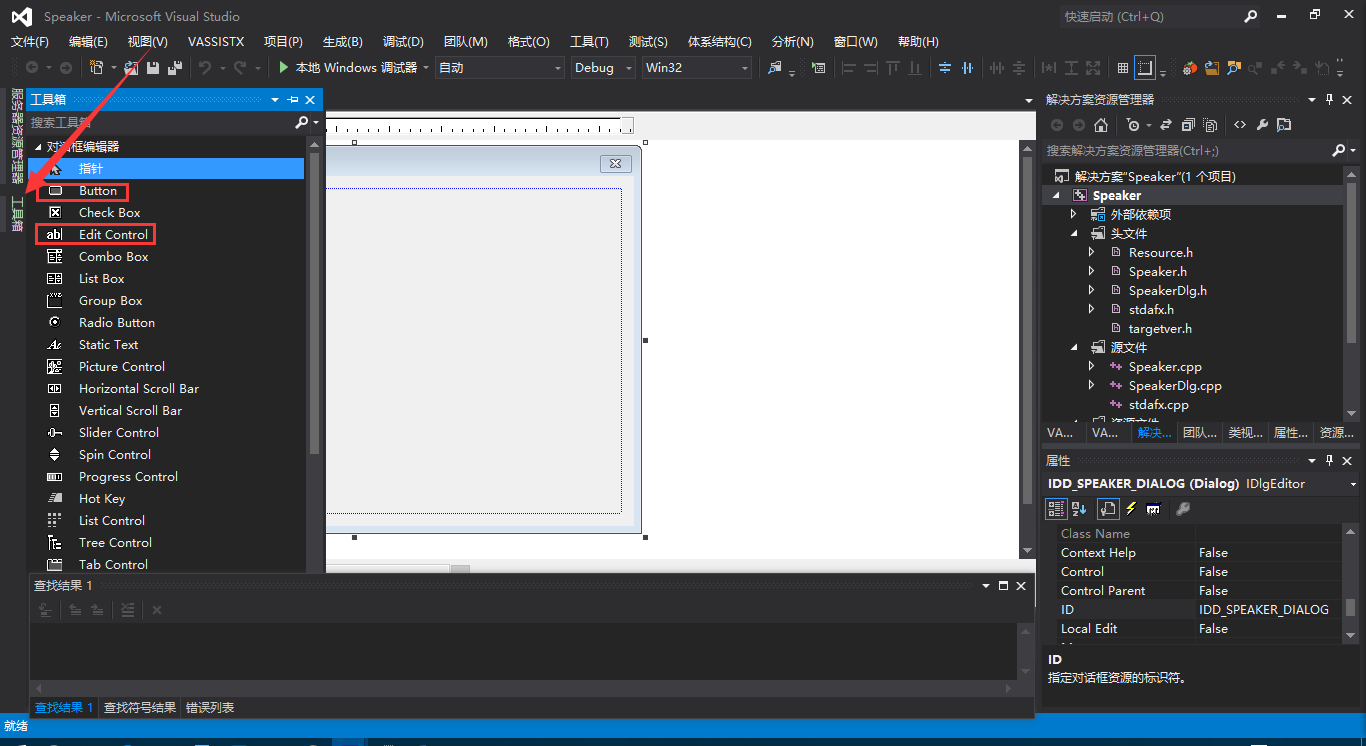 Speaker - Microsoft Visual Studio
快速启动 (Ctrl+Q)
文件(F) 编辑(E) 视图(V) VASSISTX 项目(P) 生成(B) 调试(D) 团队(M) 格式(O) 工具(T) 测试(S) 体系结构(C) 分析(N) 窗口(W) 帮助(H)
本地 Windows 调试器 自动 Debug Win32
服务器资源管理器
工具箱
工具箱
搜索工具箱
对话框编辑器
指针
Button
Check Box
Edit Control
Combo Box
List Box
Group Box
Radio Button
Static Text
Picture Control
Horizontal Scroll Bar
Vertical Scroll Bar
Slider Control
Spin Control
Progress Control
Hot Key
List Control
Tree Control
Tab Control
解决方案资源管理器
搜索解决方案资源管理器(Ctrl+;)
解决方案"Speaker"(1 个项目)
Speaker
外部依赖项
头文件
Resource.h
Speaker.h
SpeakerDlg.h
stdafx.h
targetver.h
源文件
Speaker.cpp
SpeakerDlg.cpp
stdafx.cpp
资源文件
VA... VA... 解决... 团队... 类视... 属性... 资源...
属性
IDD_SPEAKER_DIALOG (Dialog) IDlgEditor
Class Name
Context Help False
Control False
Control Parent False
ID IDD_SPEAKER_DIALOG
Local Edit False
ID
指定对话框资源的标识符。
查找结果 1
查找结果 1 查找符号结果 错误列表
就绪